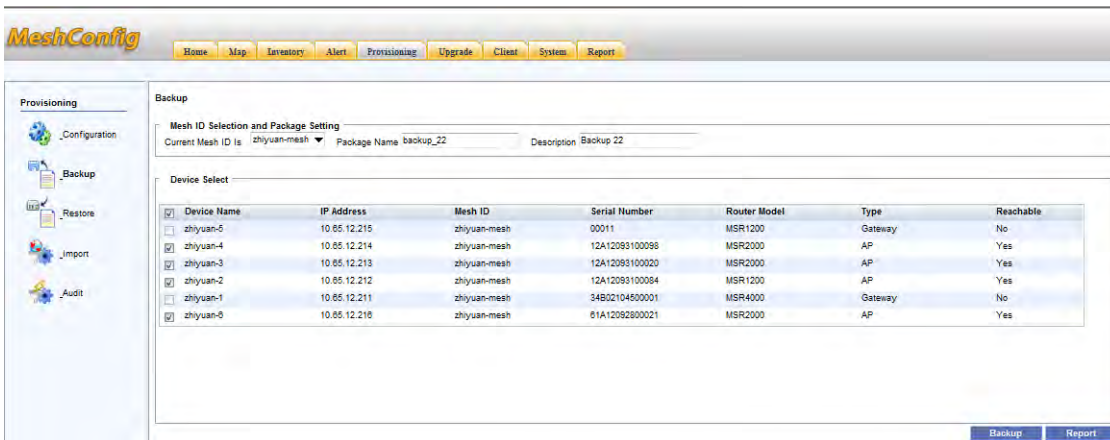 MeshConfig
Home Map Inventory Alert Provisioning Upgrade Client System Report
Provisioning
_Configuration
_Backup
_Restore
_Import
_Audit
Backup
Mesh ID Selection and Package Setting
Current Mesh ID Is zhiyuan-mesh Package Name backup_22 Description Backup 22
Device Select
Device Name IP Address Mesh ID Serial Number Router Model Type Reachable
zhiyuan-5 10.65.12.215 zhiyuan-mesh 00011 MSR1200 Gateway No
zhiyuan-4 10.65.12.214 zhiyuan-mesh 12A12093100098 MSR2000 AP Yes
zhiyuan-3 10.65.12.213 zhiyuan-mesh 12A12093100020 MSR2000 AP Yes
zhiyuan-2 10.65.12.212 zhiyuan-mesh 12A12093100084 MSR1200 AP Yes
zhiyuan-1 10.65.12.211 zhiyuan-mesh 34B02104500001 MSR4000 Gateway No
zhiyuan-6 10.65.12.216 zhiyuan-mesh 61A12092800021 MSR2000 AP Yes
Backup Report